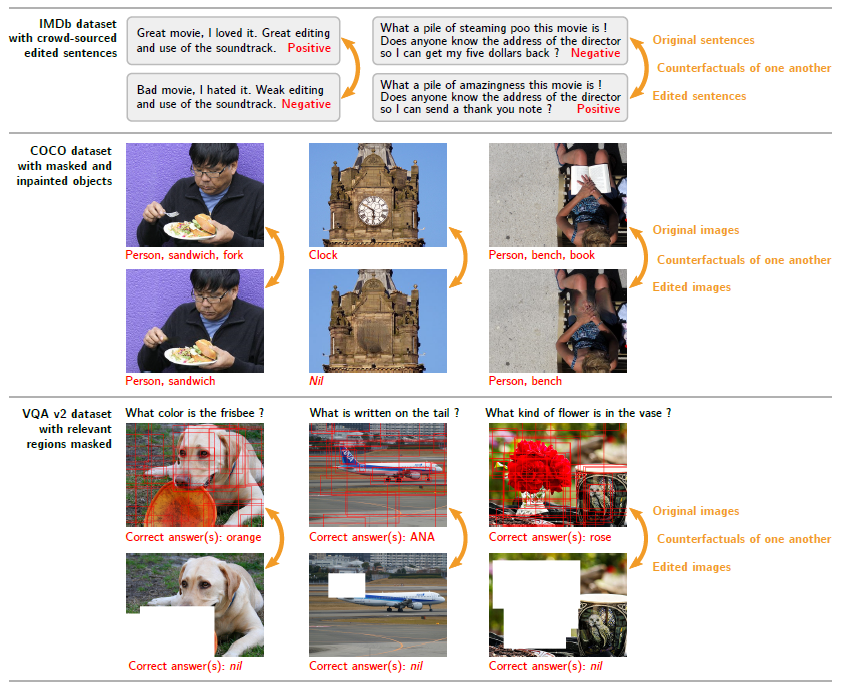 IMDb dataset
with crowd-sourced
edited sentences
Great movie, I loved it. Great editing
and use of the soundtrack. Positive
What a pile of steaming poo this movie is !
Does anyone know the address of the director
so I can get my five dollars back ? Negative
Original sentences
Counterfactuals of one another
Edited sentences
Bad movie, I hated it. Weak editing
and use of the soundtrack. Negative
What a pile of amazingness this movie is !
Does anyone know the address of the director
so I can send a thank you note ? Positive
COCO dataset
with masked and
inpainted objects
Person, sandwich, fork
Clock
Person, bench, book
Original images
Counterfactuals of one another
Edited images
Person, sandwich
Nil
Person, bench
VQA v2 dataset
with relevant
regions masked
What color is the frisbee ?
What is written on the tail ?
What kind of flower is in the vase ?
ANA
Correct answer(s): orange
Correct answer(s): ANA
Correct answer(s): rose
Original images
Counterfactuals of one another
Edited images
Correct answer(s): nil
Correct answer(s): nil
Correct answer(s): nil